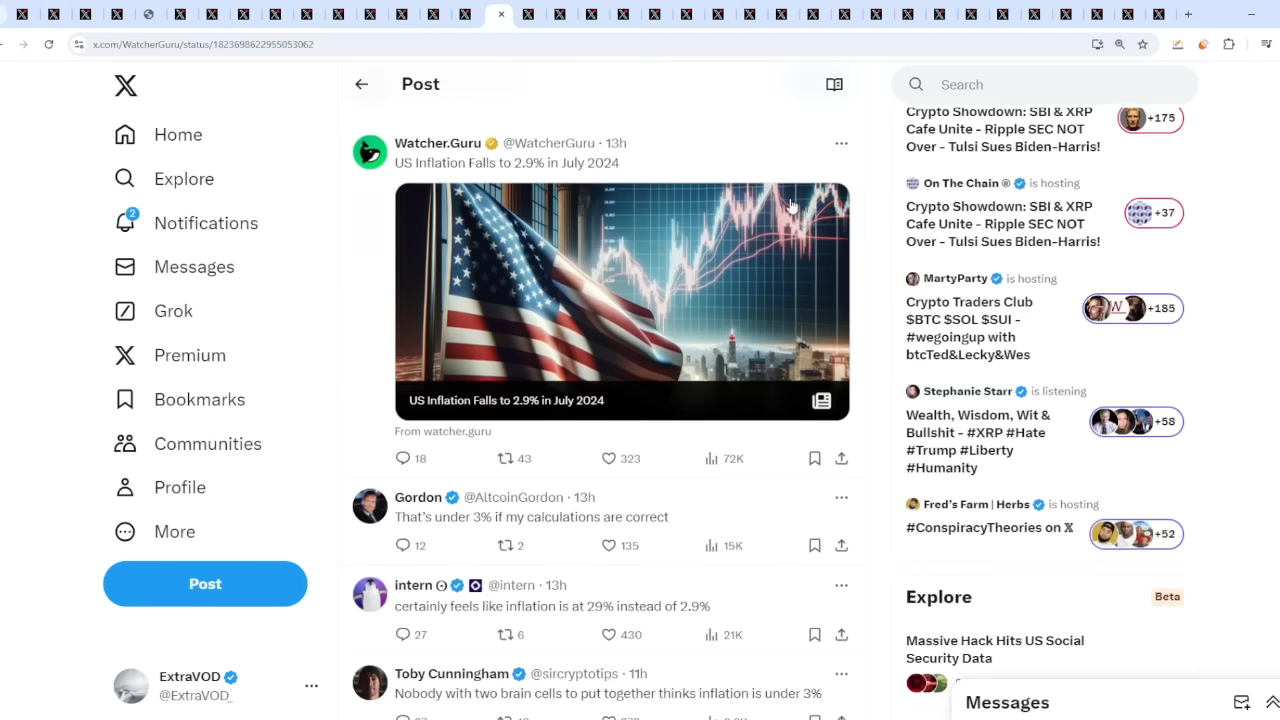 x.com/WatcherGuru/status/1823698622955053062
Home
Explore
2
Notifications
Messages
Grok
Premium
Bookmarks
Communities
Profile
More
Post
ExtraVOD
@ExtraVOD_
Post
Watcher.Guru @WatcherGuru · 13h
US Inflation Falls to 2.9% in July 2024
US Inflation Falls to 2.9% in July 2024
From watcher.guru
18 43 323 72K
Gordon @AltcoinGordon · 13h
That’s under 3% if my calculations are correct
12 2 135 15K
intern @intern · 13h
certainly feels like inflation is at 29% instead of 2.9%
27 6 430 21K
Toby Cunningham @sircryptotips · 11h
Nobody with two brain cells to put together thinks inflation is under 3%
Search
Crypto Showdown: SBI & XRP
Cafe Unite - Ripple SEC NOT
Over - Tulsi Sues Biden-Harris!
+175
On The Chain ® is hosting
Crypto Showdown: SBI & XRP
Cafe Unite - Ripple SEC NOT
Over - Tulsi Sues Biden-Harris!
+37
MartyParty is hosting
Crypto Traders Club
$BTC $SOL $SUI -
#wegoingup with
btcTed&Lecky&Wes
+185
Stephanie Starr is listening
Wealth, Wisdom, Wit &
Bullshit - #XRP #Hate
#Trump #Liberty
#Humanity
+58
Fred's Farm | Herbs is hosting
#ConspiracyTheories on 𝕏
+52
Explore
Beta
Massive Hack Hits US Social
Security Data
Messages